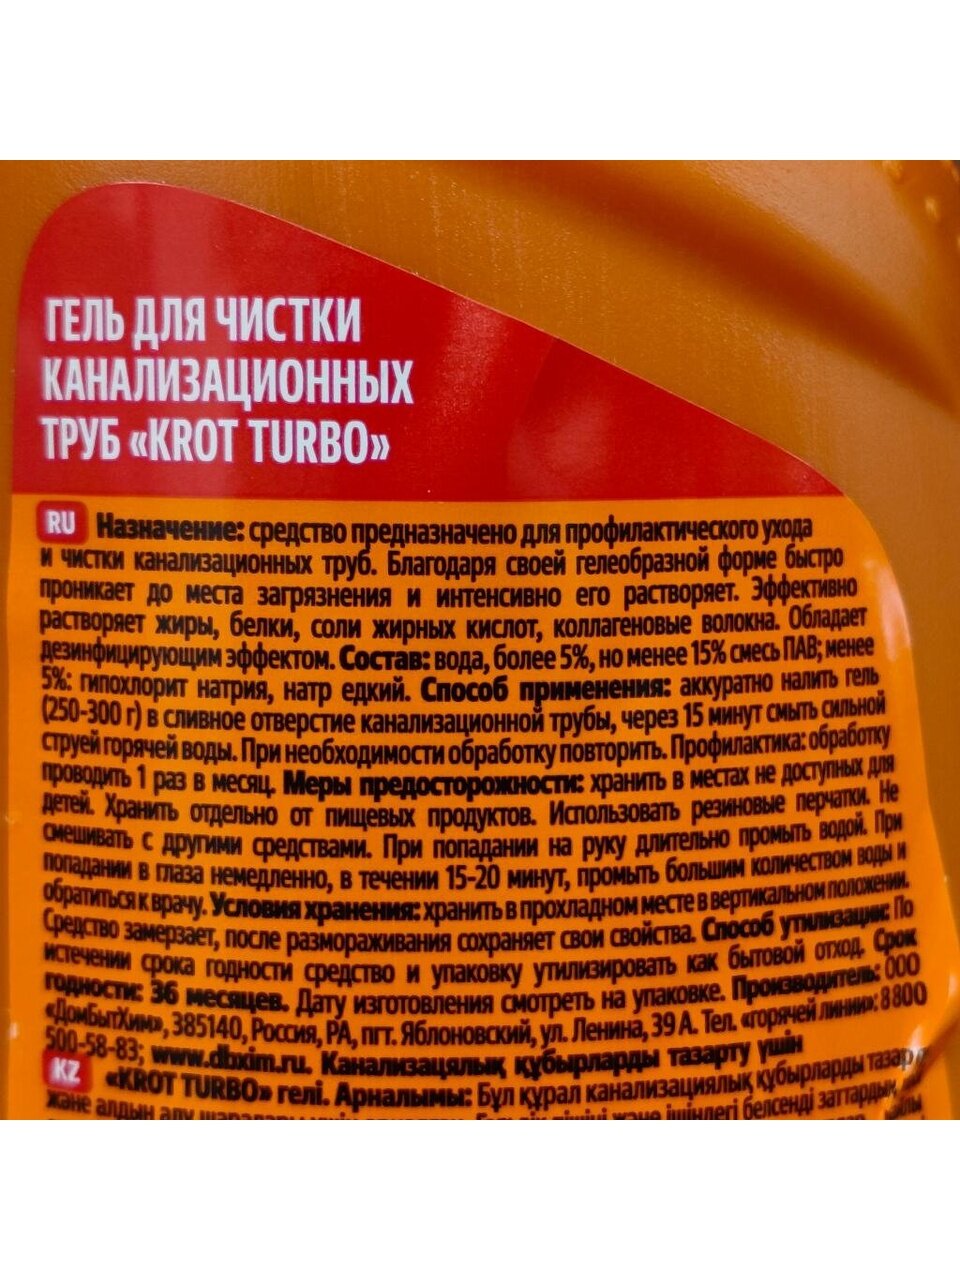 ГЕЛЬ ДЛЯ ЧИСТКИ
КАНАЛИЗАЦИОННЫХ
ТРУБ «KROT TURBO»
RU Назначение: средство предназначено для профилактического ухода
и чистки канализационных труб. Благодаря своей гелеобразной форме быстро
проникает до места загрязнения и интенсивно его растворяет. Эффективно
растворяет жиры, белки, соли жирных кислот, коллагеновые волокна. Обладает
дезинфицирующим эффектом. Состав: вода, более 5%, но менее 15% смесь ПАВ; менее
5%: гипохлорит натрия, натр едкий. Способ применения: аккуратно налить гель
(250-300 г) в сливное отверстие канализационной трубы, через 15 минут смыть сильной
струей горячей воды. При необходимости обработку повторить. Профилактика: обработку
проводить 1 раз в месяц. Меры предосторожности: хранить в местах не доступных для
детей. Хранить отдельно от пищевых продуктов. Использовать резиновые перчатки. Не
смешивать с другими средствами. При попадании на руку длительно промыть водой. При
попадании в глаза немедленно, в течении 15-20 минут, промыть большим количеством воды и
обратиться к врачу. Условия хранения: хранить в прохладном месте в вертикальном положении.
Средство замерзает, после размораживания сохраняет свои свойства. Способ утилизации: По
истечении срока годности средство и упаковку утилизировать как бытовой отход. Срок
годности: 36 месяцев. Дату изготовления смотреть на упаковке. Производитель: ООО
«ДомБытХим», 385140, Россия, РА, пгт. Яблоновский, ул. Ленина, 39 А. Тел. «горячей линии»: 8 800
500-58-83; www.dbxim.ru. Канализацялық құбырларды тазарту үшін
KZ «KROT TURBO» гелі. Арналымы: Бұл құрал канализациялық құбырларды тазарту
және алдын алу